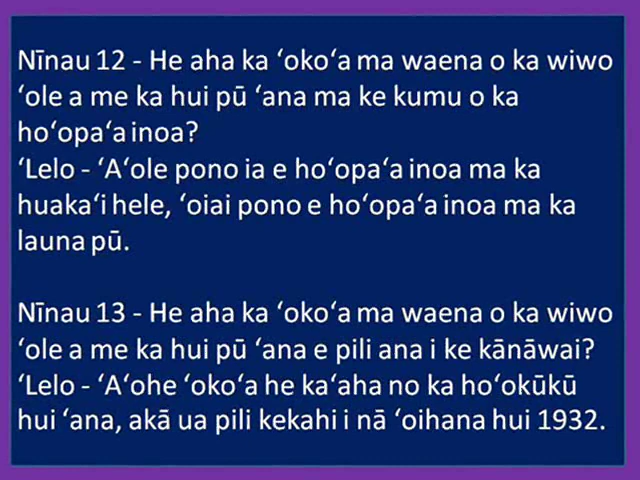 Nīnau 12 - He aha ka ʻokoʻa ma waena o ka wiwo
ʻole a me ka hui pū ʻana ma ke kumu o ka
hoʻopaʻa inoa?
ʻLelo - ʻAʻole pono ia e hoʻopaʻa inoa ma ka
huakaʻi hele, ʻoiai pono e hoʻopaʻa inoa ma ka
launa pū.
Nīnau 13 - He aha ka ʻokoʻa ma waena o ka wiwo
ʻole a me ka hui pū ʻana e pili ana i ke kānāwai?
ʻLelo - ʻAʻohe ʻokoʻa he kaʻaha no ka hoʻokūkū
hui ʻana, akā ua pili kekahi i nā ʻoihana hui 1932.